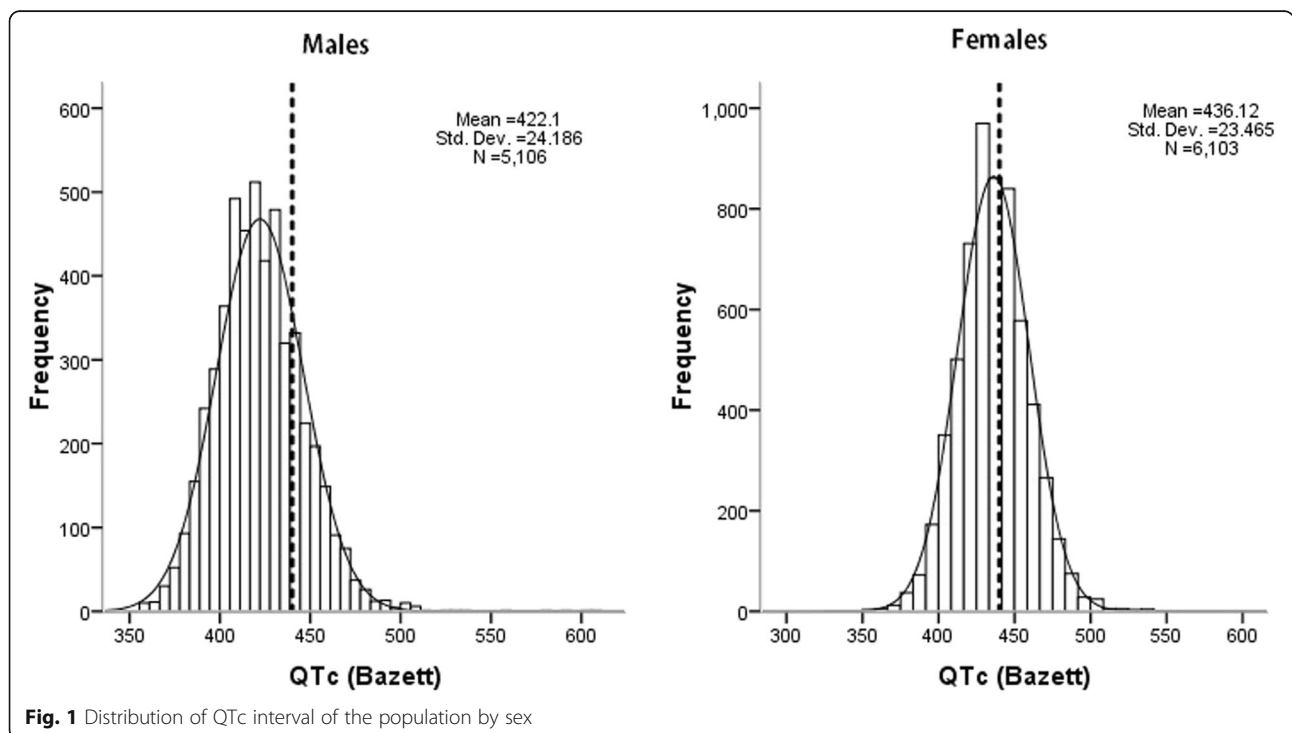 Males
Mean =422.1
Std. Dev. =24.186
N =5,106
600
500
400
300
200
100
0
Frequency
350 400 450 500 550 600
QTc (Bazett)
Females
Mean =436.12
Std. Dev. =23.465
N =6,103
1,000
800
600
400
200
0
Frequency
300 350 400 450 500 550 600
QTc (Bazett)
Fig. 1 Distribution of QTc interval of the population by sex